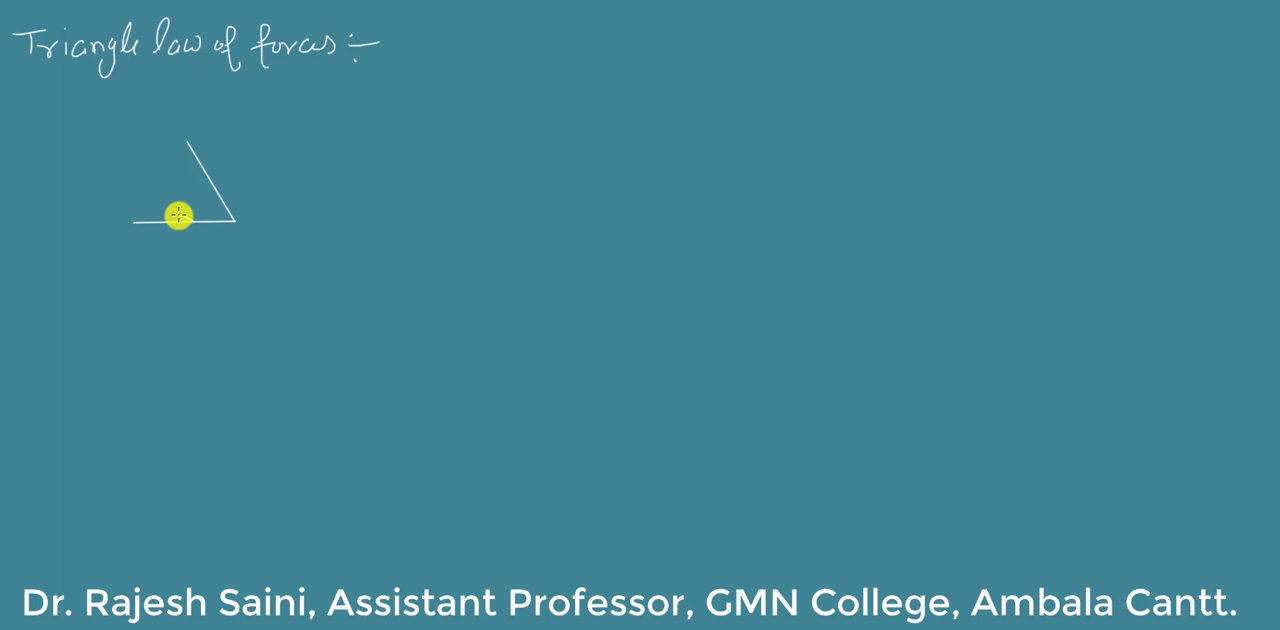 Triangle law of forces :-
Dr. Rajesh Saini, Assistant Professor, GMN College, Ambala Cantt.